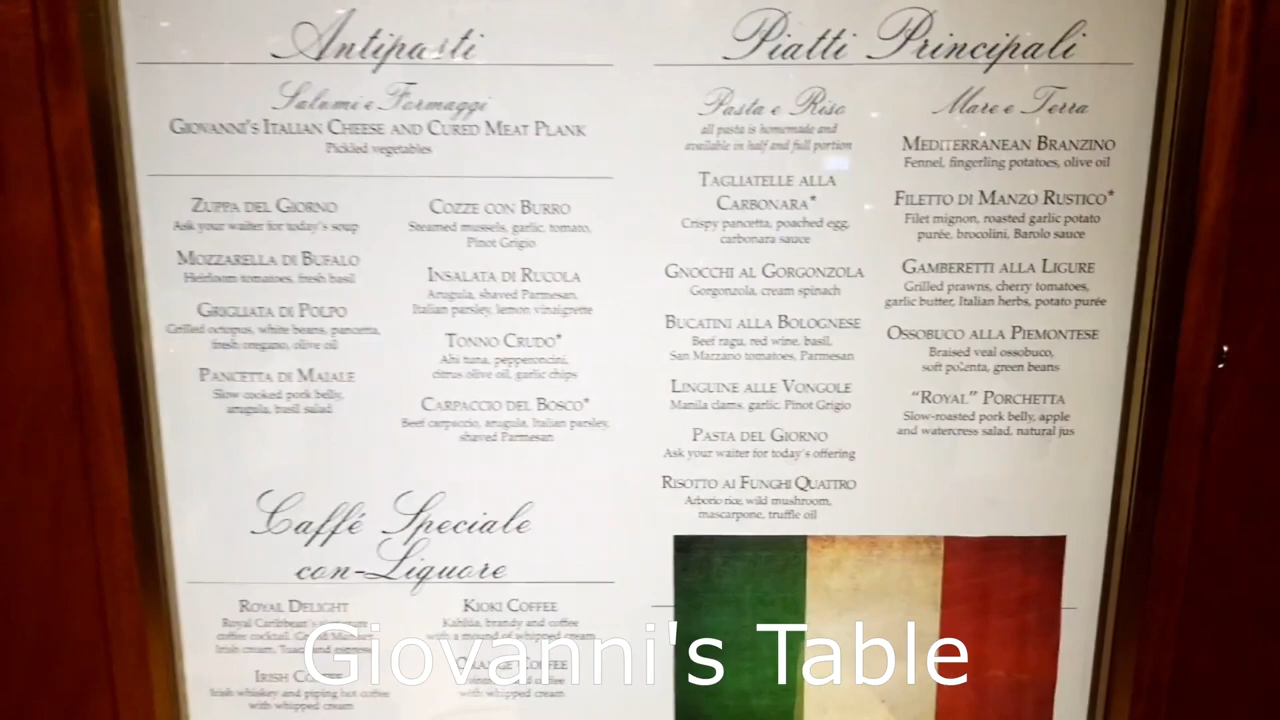 Antipasti
Salumi e Formaggi
GIOVANNI'S ITALIAN CHEESE AND CURED MEAT PLANK
Pickled vegetables
ZUPPA DEL GIORNO
Ask your waiter for today's soup
MOZZARELLA DI BUFALO
Heirloom tomatoes, fresh basil
GRIGLIATA DI POLPO
Grilled octopus, white beans, pancetta,
fresh oregano, olive oil
PANCETTA DI MAIALE
Slow cooked pork belly,
arugula, basil salad
COZZE CON BURRO
Steamed mussels, garlic, tomato,
Pinot Grigio
INSALATA DI RUCOLA
Arugula, shaved Parmesan,
Italian parsley, lemon vinaigrette
TONNO CRUDO*
Ahi tuna, pepperoncini,
citrus olive oil, garlic chips
CARPACCIO DEL BOSCO*
Beef carpaccio, arugula, Italian parsley,
shaved Parmesan
Caffé Speciale
con-Liquore
ROYAL DELIGHT
Royal Caribbean's
coffee cocktail, Grand
Irish cream,
IRISH COFFEE
Irish whiskey and piping hot coffee
with whipped cream
KIOKI COFFEE
Kahlúa, brandy and coffee
with a mound of whipped cream
ORANGE COFFEE
with whipped cream
Piatti Principali
Pasta e Riso
all pasta is homemade and
available in half and full portion
TAGLIATELLE ALLA
CARBONARA*
Crispy pancetta, poached egg,
carbonara sauce
GNOCCHI AL GORGONZOLA
Gorgonzola, cream spinach
BUCATINI ALLA BOLOGNESE
Beef ragu, red wine, basil,
San Marzano tomatoes, Parmesan
LINGUINE ALLE VONGOLE
Manila clams, garlic, Pinot Grigio
PASTA DEL GIORNO
Ask your waiter for today's offering
RISOTTO AI FUNGHI QUATTRO
Arborio rice, wild mushroom,
mascarpone, truffle oil
Mare e Terra
MEDITERRANEAN BRANZINO
Fennel, fingerling potatoes, olive oil
FILETTO DI MANZO RUSTICO*
Filet mignon, roasted garlic potato
purée, brocolini, Barolo sauce
GAMBERETTI ALLA LIGURE
Grilled prawns, cherry tomatoes,
garlic butter, Italian herbs, potato purée
OSSOBUCO ALLA PIEMONTESE
Braised veal ossobuco,
soft polenta, green beans
"ROYAL" PORCHETTA
Slow-roasted pork belly, apple
and watercress salad, natural jus
Giovanni's Table